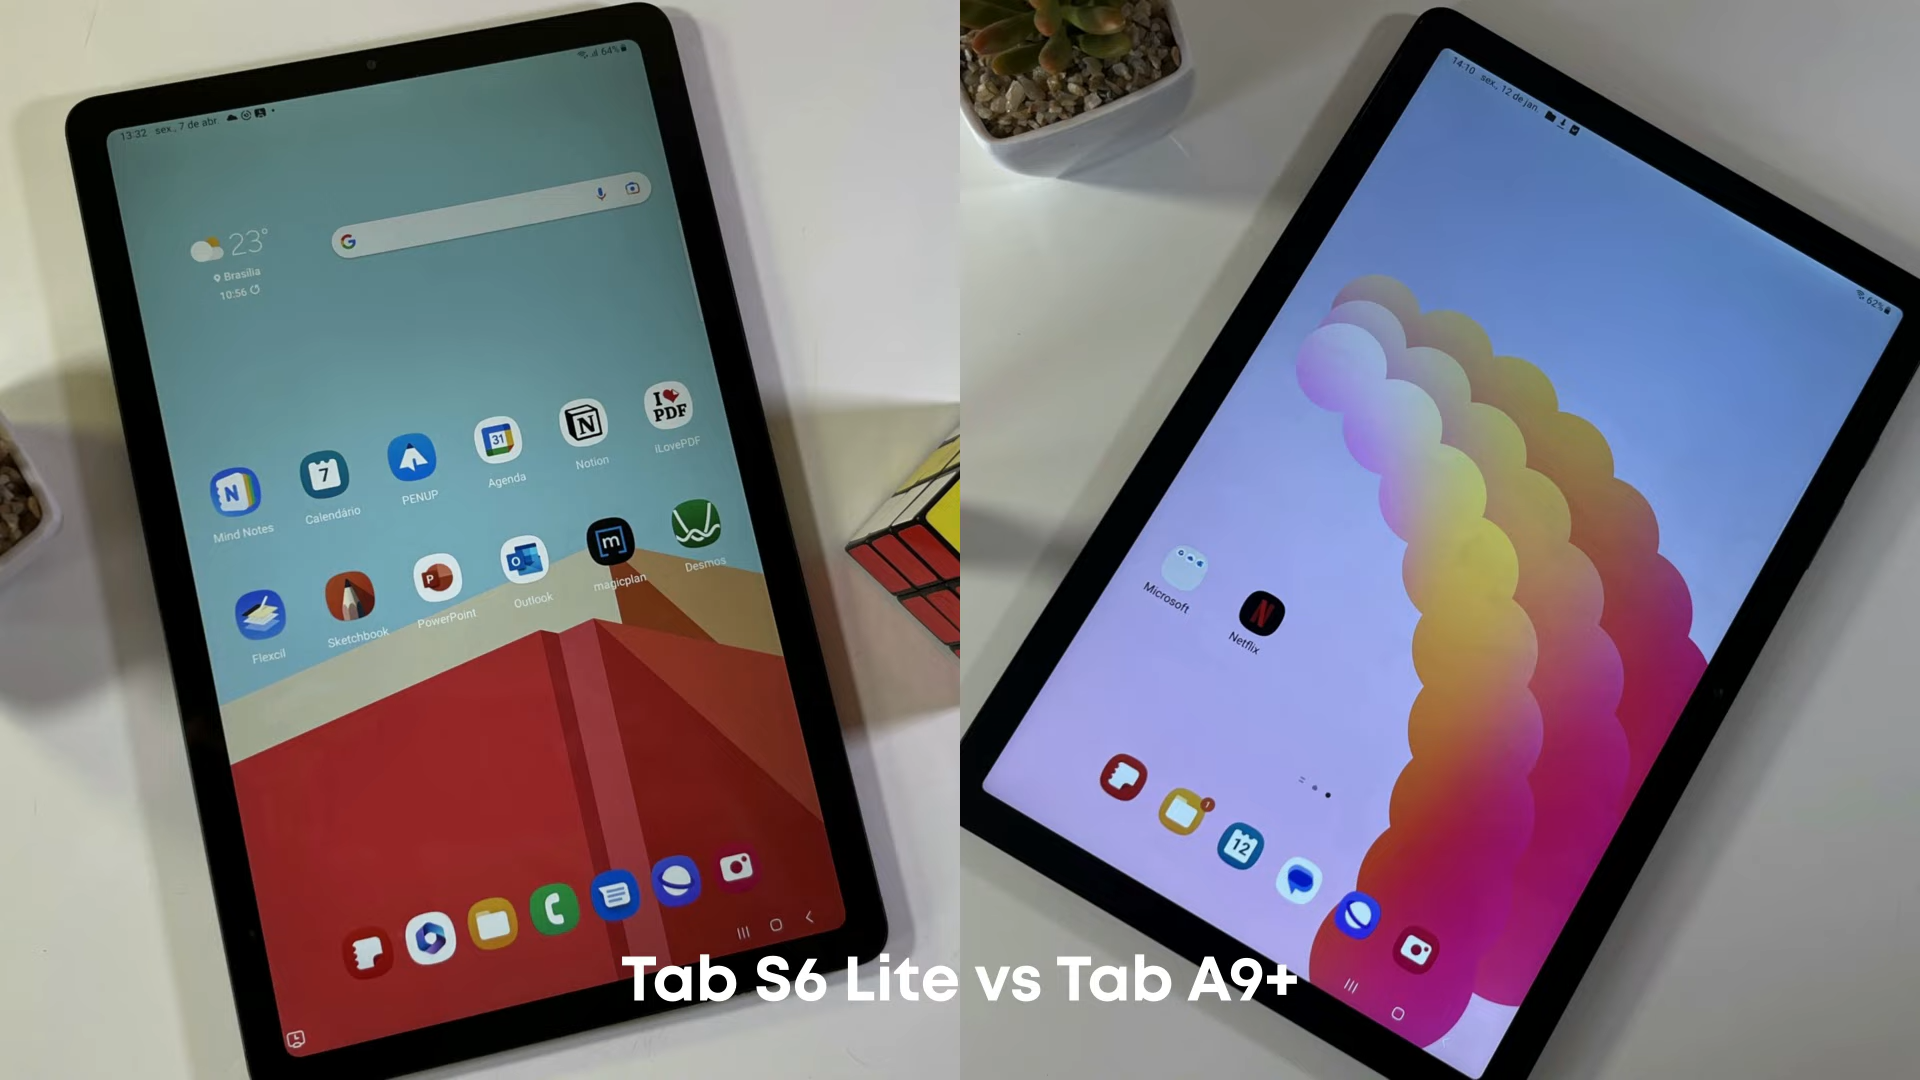 13:32 sex., 7 de abr.
64%
23°
Brasília
10:56
G
I
PDF
31
N
7
N
iLovePDF
Notion
Agenda
PENUP
Calendário
Mind Notes
m
P
O
Desmos
magicplan
Outlook
PowerPoint
Sketchbook
Flexcil
14:10 sex., 12 de jan.
62%
Microsoft
N
Netflix
12
Tab S6 Lite vs Tab A9+